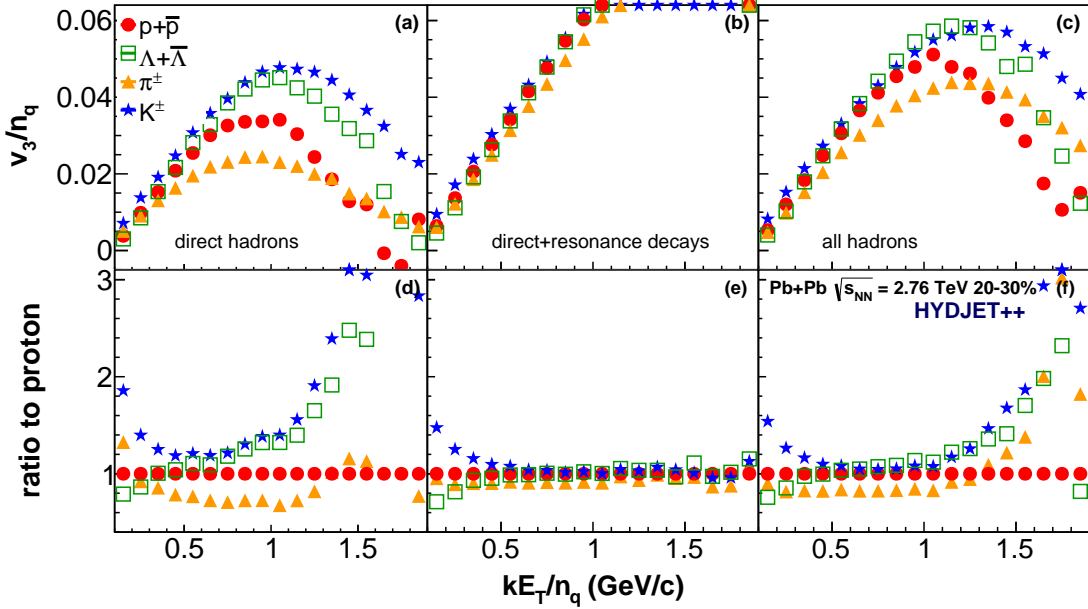 0.06
(a)
(b)
(c)
p+p̅
Λ+Λ̅
π±
K±
0.04
v3/nq
0.02
0
direct hadrons
direct+resonance decays
all hadrons
3
(d)
(e)
Pb+Pb √sNN = 2.76 TeV 20-30%
(f)
HYDJET++
2
ratio to proton
1
0.5 1 1.5
0.5 1 1.5
0.5 1 1.5
kET/nq (GeV/c)